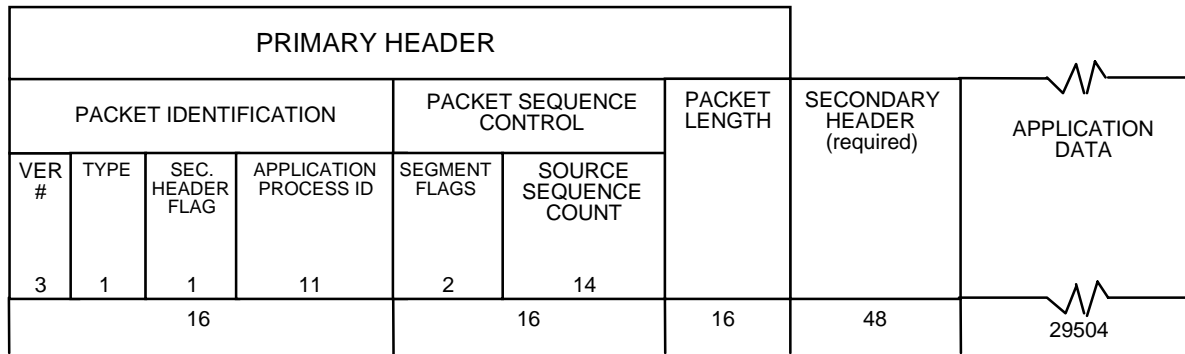 PRIMARY HEADER
PACKET IDENTIFICATION
PACKET SEQUENCE
CONTROL
PACKET
LENGTH
SECONDARY
HEADER
(required)
APPLICATION
DATA
VER
#
TYPE
SEC.
HEADER
FLAG
APPLICATION
PROCESS ID
SEGMENT
FLAGS
SOURCE
SEQUENCE
COUNT
3
1
1
11
2
14
16
16
16
48
29504